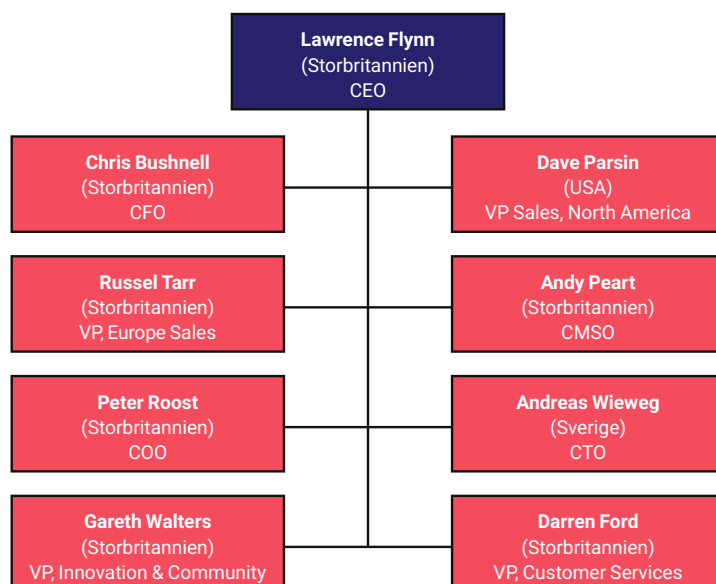 Lawrence Flynn
(Storbritannien)
CEO
Chris Bushnell
(Storbritannien)
CFO
Dave Parsin
(USA)
VP Sales, North America
Russel Tarr
(Storbritannien)
VP, Europe Sales
Andy Peart
(Storbritannien)
CMSO
Peter Roost
(Storbritannien)
COO
Andreas Wieweg
(Sverige)
CTO
Gareth Walters
(Storbritannien)
VP, Innovation & Community
Darren Ford
(Storbritannien)
VP, Customer Services